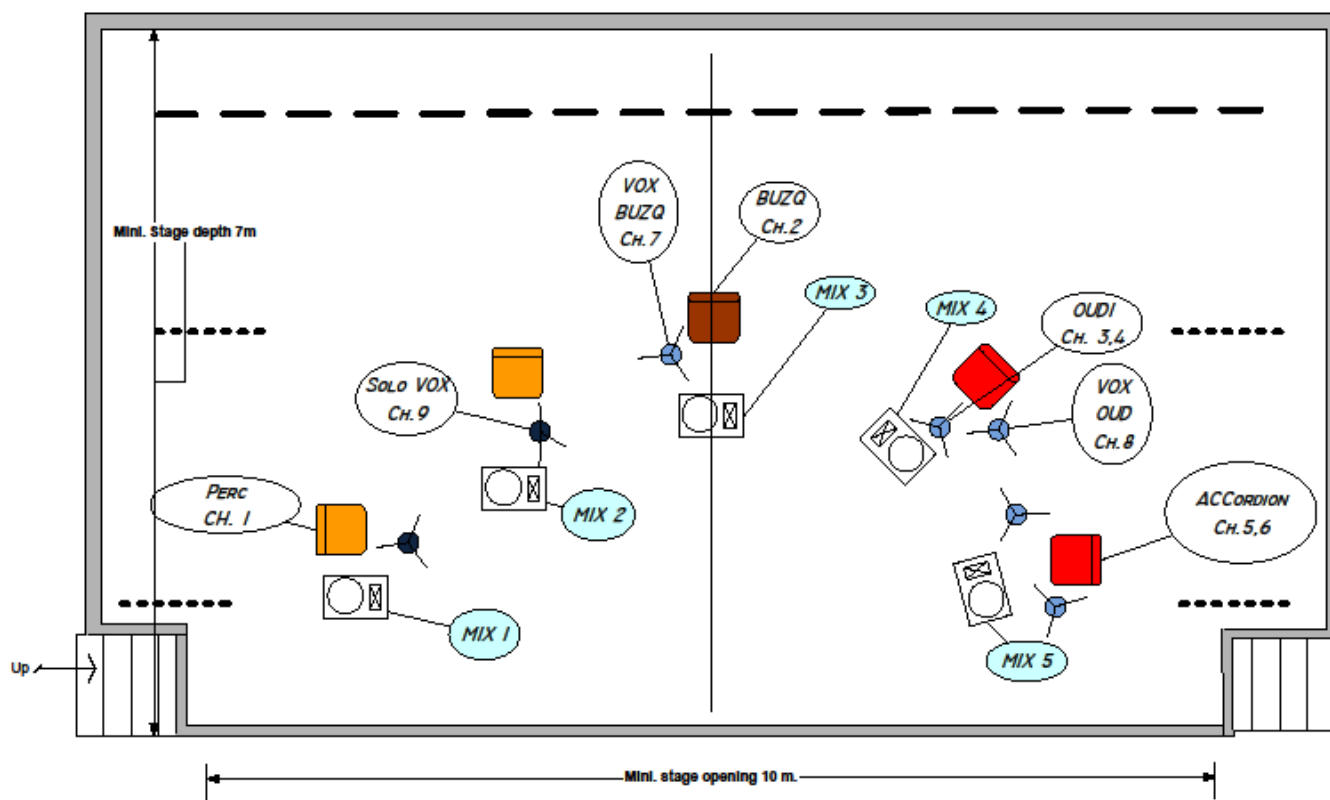 VOX
BUZQ
CH.7
BUZQ
CH.2
Mini. Stage depth 7m
MIX 3
MIX 4
OUDI
CH. 3,4
SOLO VOX
CH.9
VOX
OUD
CH.8
PERC
CH. 1
MIX 2
ACCORDION
CH.5,6
MIX 1
MIX 5
Up
Mini. stage opening 10 m.